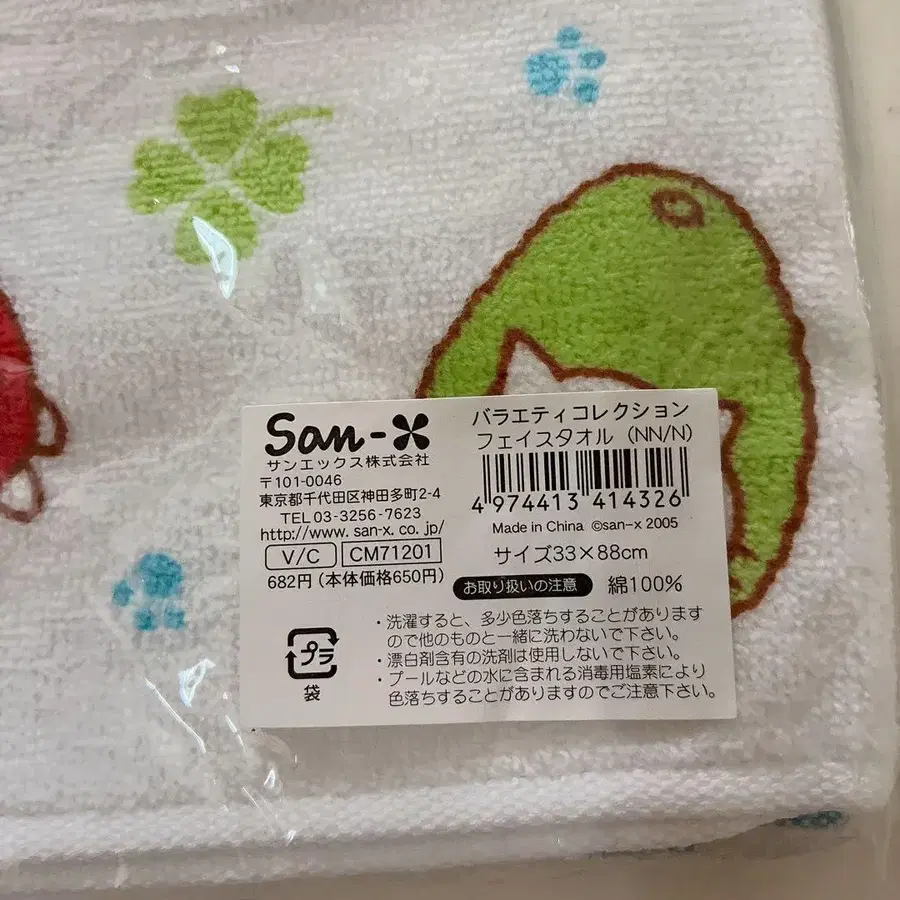 San-X
サンエックス株式会社
〒101-0046
東京都千代田区神田多町2-4
TEL 03-3256-7623
http://www.san-x.co.jp/
V/C CM71201
682円(本体価格650円)
プラ
袋
バラエティコレクション
フェイスタオル (NN/N)
4 974413 414326
Made in China ©san-x 2005
サイズ33×88cm
お取り扱いの注意 綿100%
・洗濯すると、多少色落ちすることがあります
ので他のものと一緒に洗わないで下さい。
・漂白剤含有の洗剤は使用しないで下さい。
・プールなどの水に含まれる消毒用塩素により
色落ちすることがありますのでご注意下さい。